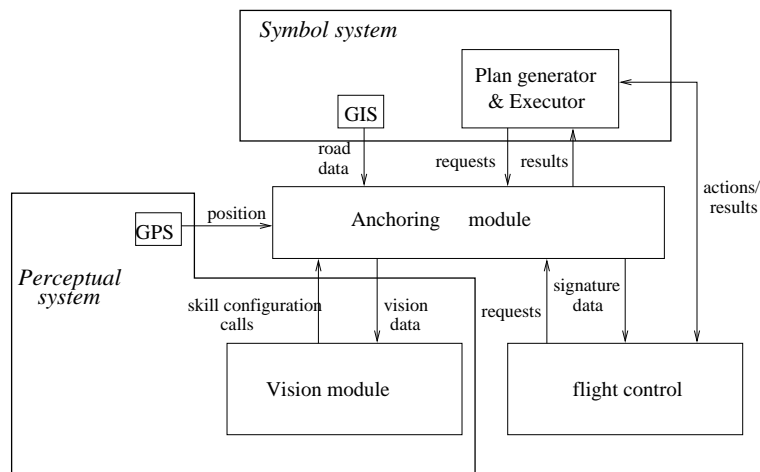 Symbol system
Plan generator
& Executor
GIS
road
data
requests
results
actions/
results
position
Anchoring module
GPS
Perceptual
system
skill configuration
calls
vision
data
requests
signature
data
Vision module
flight control